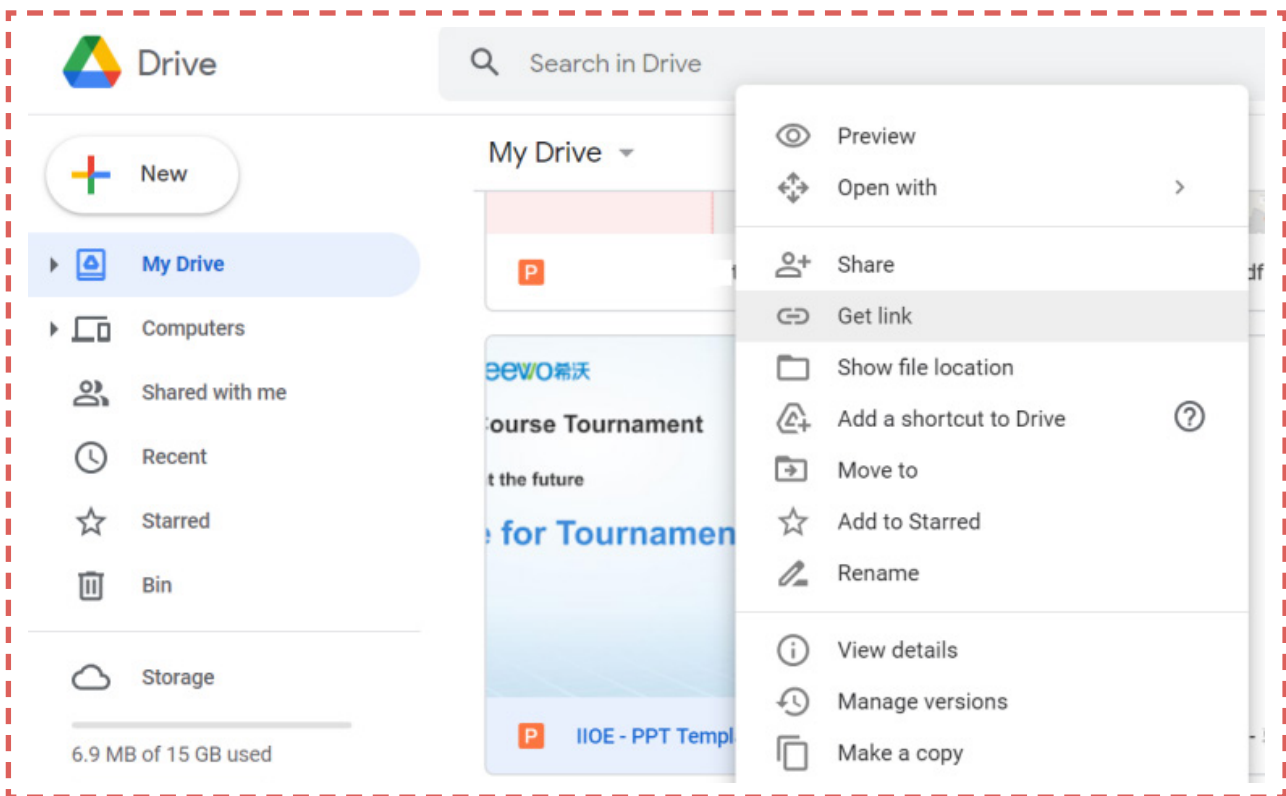 Drive
Search in Drive
New
My Drive
Computers
Shared with me
Recent
Starred
Bin
Storage
6.9 MB of 15 GB used
My Drive
P
df
eewo希沃
ourse Tournament
t the future
for Tournamen
P IIOE - PPT Templ
Preview
Open with
Share
Get link
Show file location
Add a shortcut to Drive
Move to
Add to Starred
Rename
View details
Manage versions
Make a copy